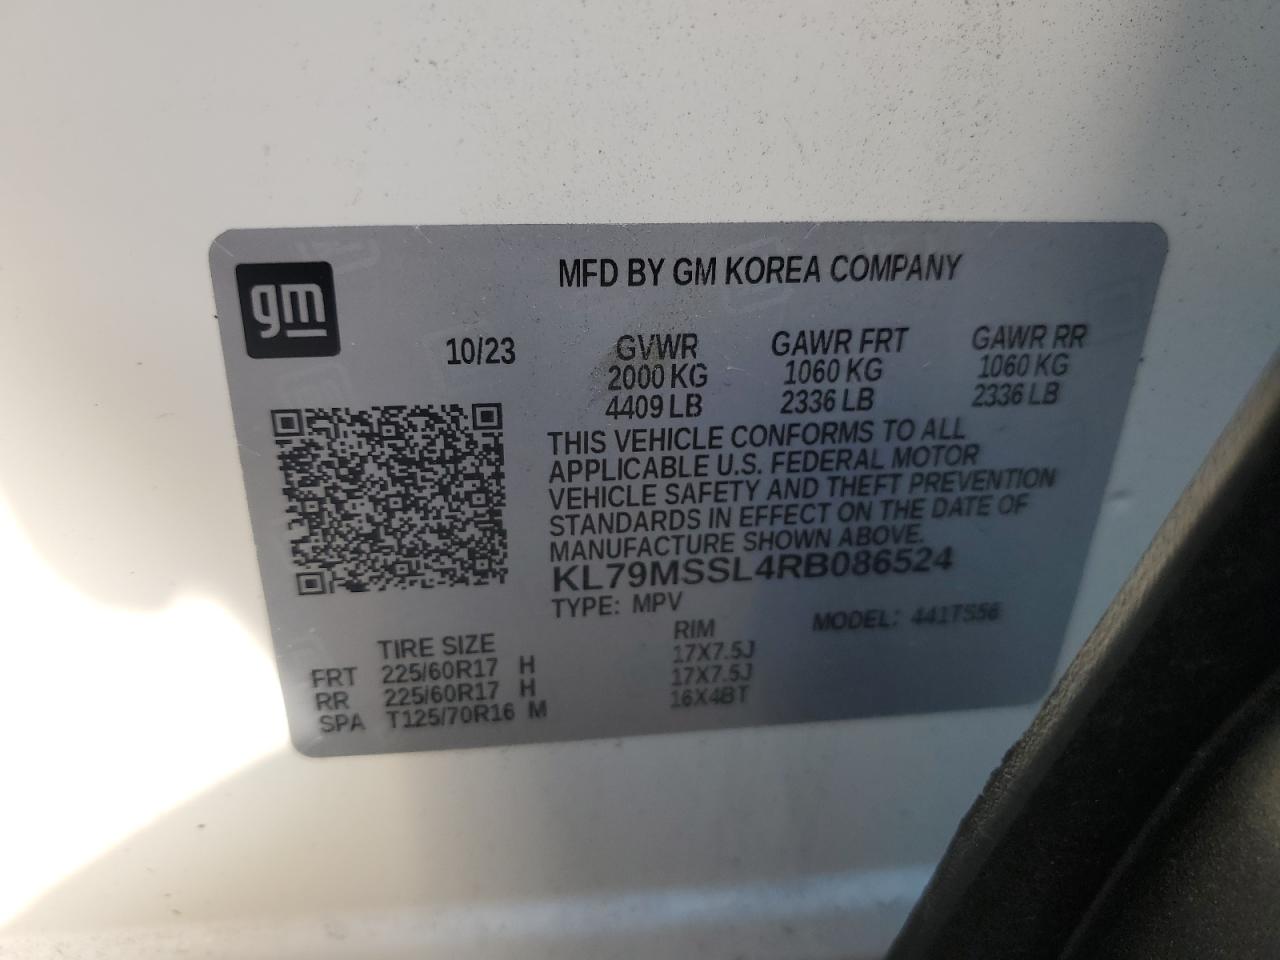 gm
MFD BY GM KOREA COMPANY
10/23 GVWR GAWR FRT GAWR RR
2000 KG 1060 KG 1060 KG
4409 LB 2336 LB 2336 LB
THIS VEHICLE CONFORMS TO ALL
APPLICABLE U.S. FEDERAL MOTOR
VEHICLE SAFETY AND THEFT PREVENTION
STANDARDS IN EFFECT ON THE DATE OF
MANUFACTURE SHOWN ABOVE.
KL79MSSL4RB086524
TYPE: MPV MODEL: 441TS56
TIRE SIZE RIM
FRT 225/60R17 H 17X7.5J
RR 225/60R17 H 17X7.5J
SPA T125/70R16 M 16X4BT